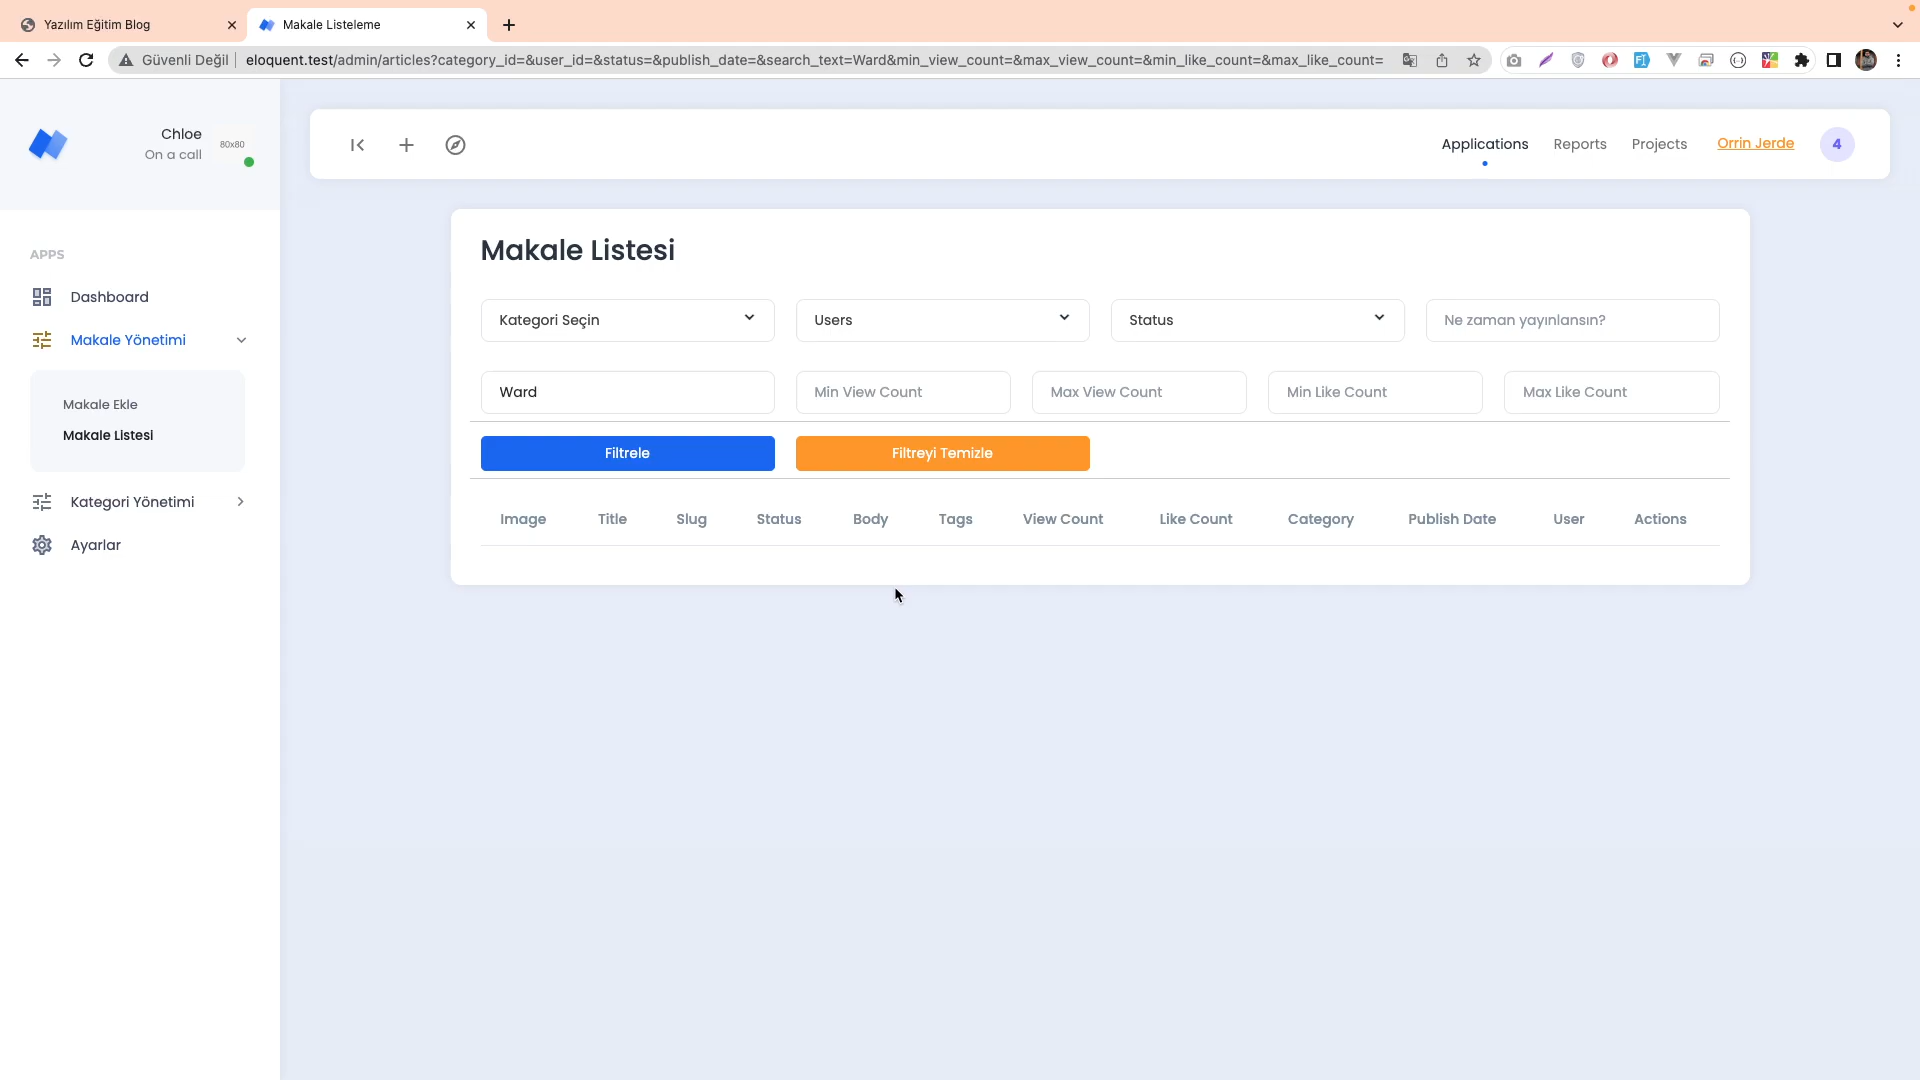 Yazılım Eğitim Blog
Makale Listeleme
Güvenli Değil
eloquent.test/admin/articles?category_id=&user_id=&status=&publish_date=&search_text=Ward&min_view_count=&max_view_count=&min_like_count=&max_like_count=
Chloe
On a call
80x80
Applications
Reports
Projects
Orrin Jerde
4
APPS
Dashboard
Makale Yönetimi
Makale Ekle
Makale Listesi
Kategori Yönetimi
Ayarlar
Makale Listesi
Kategori Seçin
Users
Status
Ne zaman yayınlansın?
Ward
Min View Count
Max View Count
Min Like Count
Max Like Count
Filtrele
Filtreyi Temizle
Image
Title
Slug
Status
Body
Tags
View Count
Like Count
Category
Publish Date
User
Actions